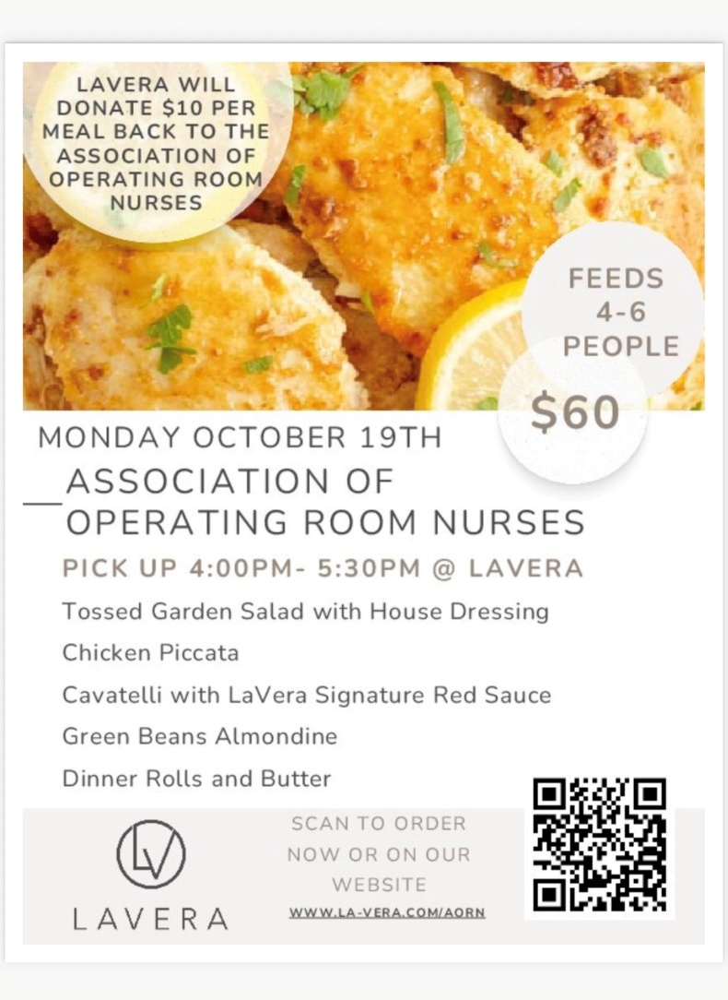 LAVERA WILL
DONATE $10 PER
MEAL BACK TO THE
ASSOCIATION OF
OPERATING ROOM
NURSES
FEEDS
4-6
PEOPLE
$60
MONDAY OCTOBER 19TH
ASSOCIATION OF
OPERATING ROOM NURSES
PICK UP 4:00PM- 5:30PM @ LAVERA
Tossed Garden Salad with House Dressing
Chicken Piccata
Cavatelli with LaVera Signature Red Sauce
Green Beans Almondine
Dinner Rolls and Butter
LV
LAVERA
SCAN TO ORDER
NOW OR ON OUR
WEBSITE
WWW.LA-VERA.COM/AORN